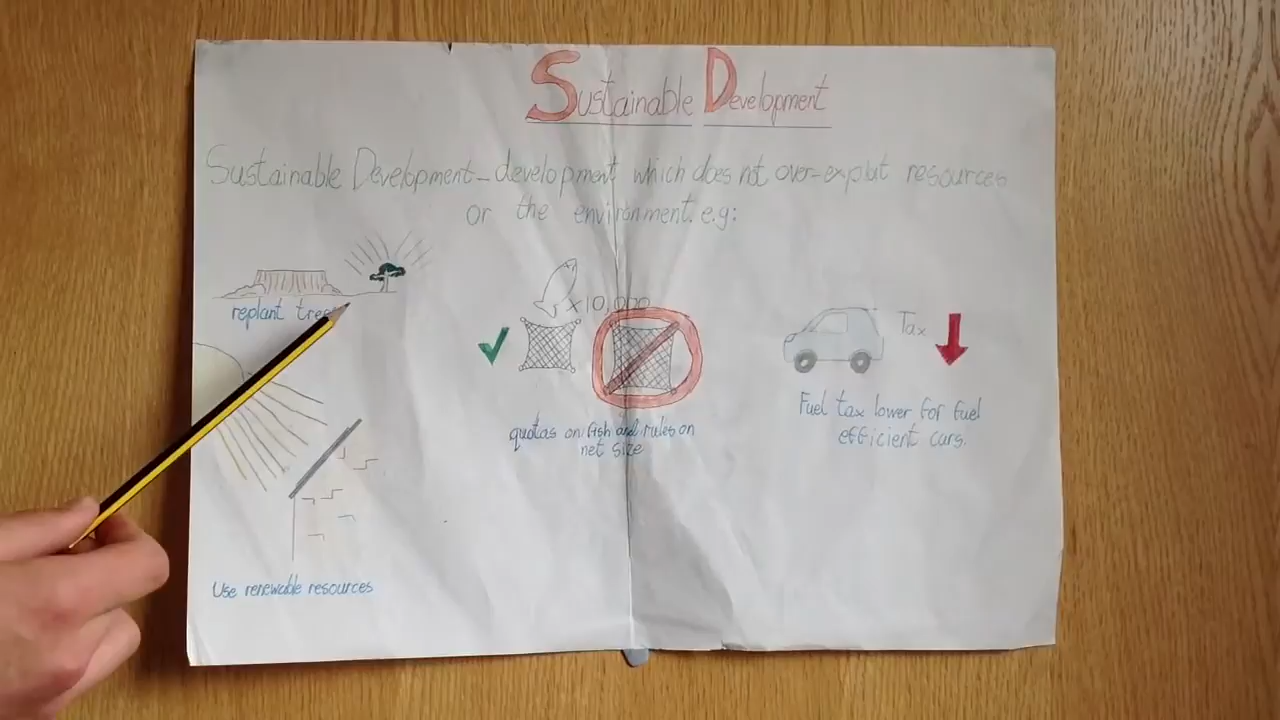 Sustainable Development
Sustainable Development - development which does not over-exploit resources
or the environment. e.g:
replant trees
x10,000
Tax
Fuel tax lower for fuel
efficient cars.
quotas on fish and rules on
net size
Use renewable resources